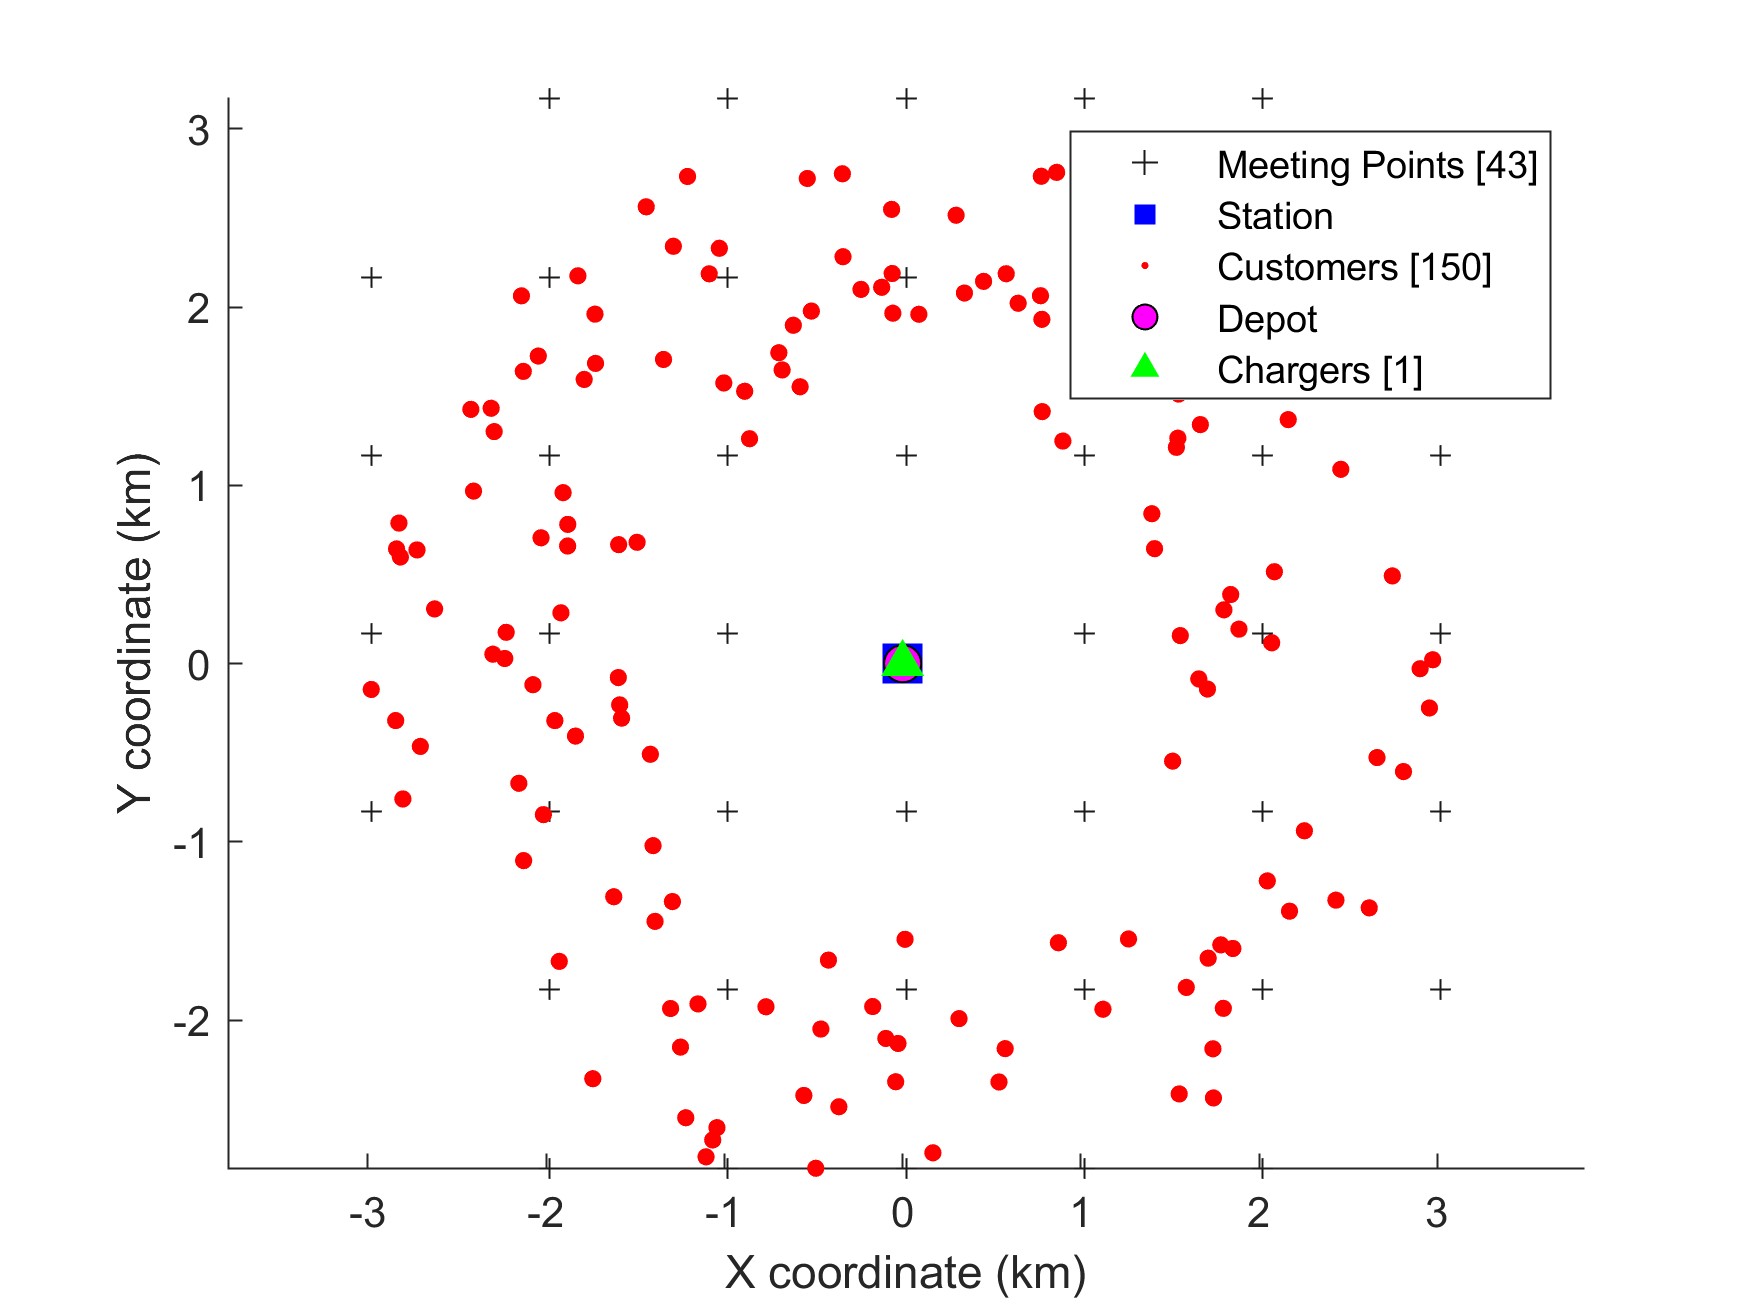 3
2
1
0
-1
-2
Y coordinate (km)
Meeting Points [43]
Station
Customers [150]
Depot
Chargers [1]
-3 -2 -1 0 1 2 3
X coordinate (km)